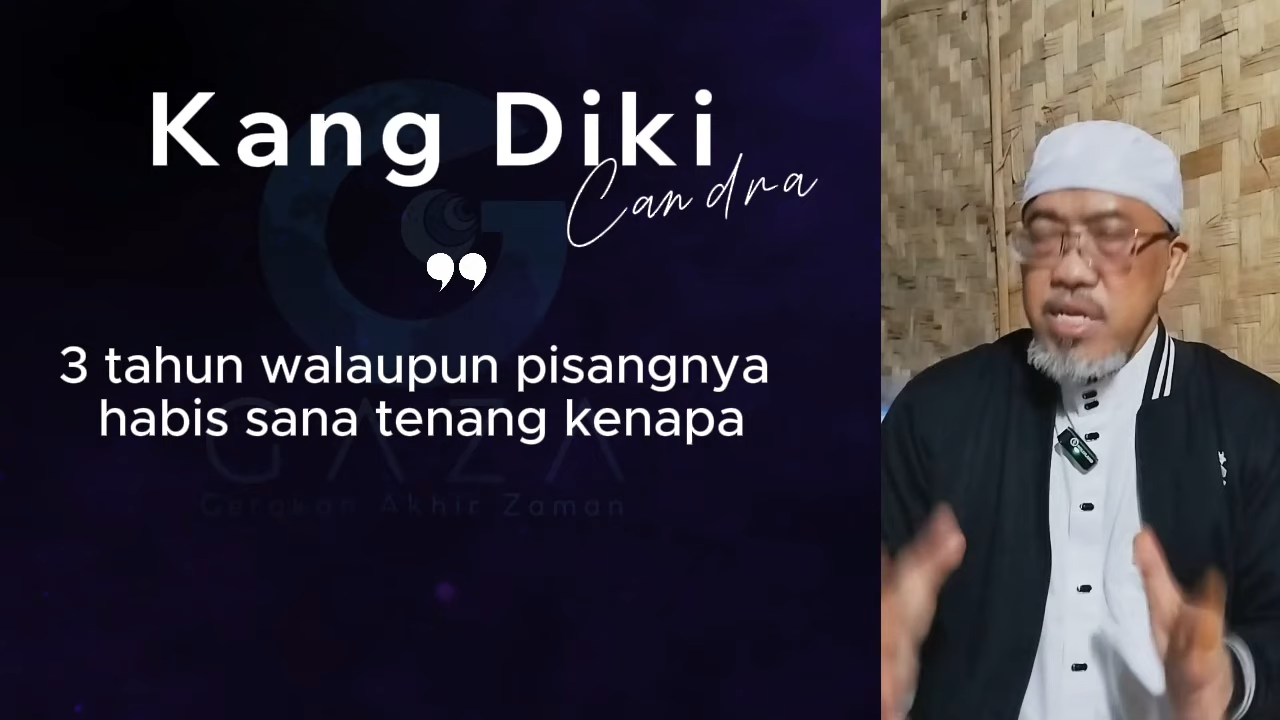 Kang Diki
Candra
3 tahun walaupun pisangnya
habis sana tenang kenapa
GAZA
Gerakan Akhir Zaman